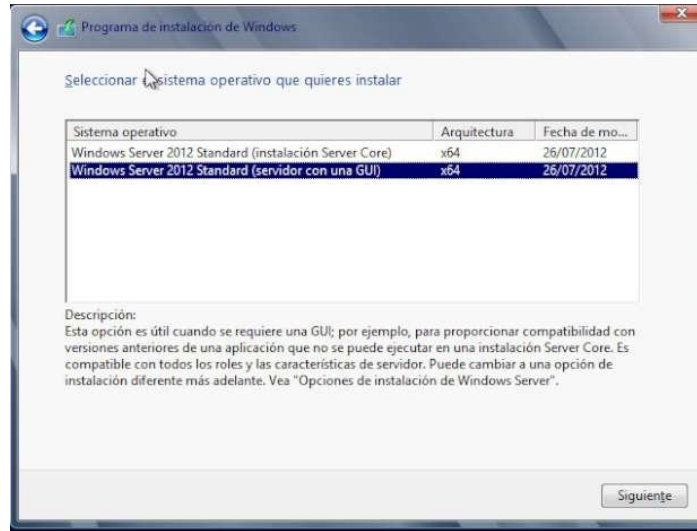 Programa de instalación de Windows
Seleccionar sistema operativo que quieres instalar
Sistema operativo Arquitectura Fecha de mo...
Windows Server 2012 Standard (instalación Server Core) x64 26/07/2012
Windows Server 2012 Standard (servidor con una GUI) x64 26/07/2012
Descripción:
Esta opción es útil cuando se requiere una GUI; por ejemplo, para proporcionar compatibilidad con
versiones anteriores de una aplicación que no se puede ejecutar en una instalación Server Core. Es
compatible con todos los roles y las características de servidor. Puede cambiar a una opción de
instalación diferente más adelante. Vea "Opciones de instalación de Windows Server".
Siguiente